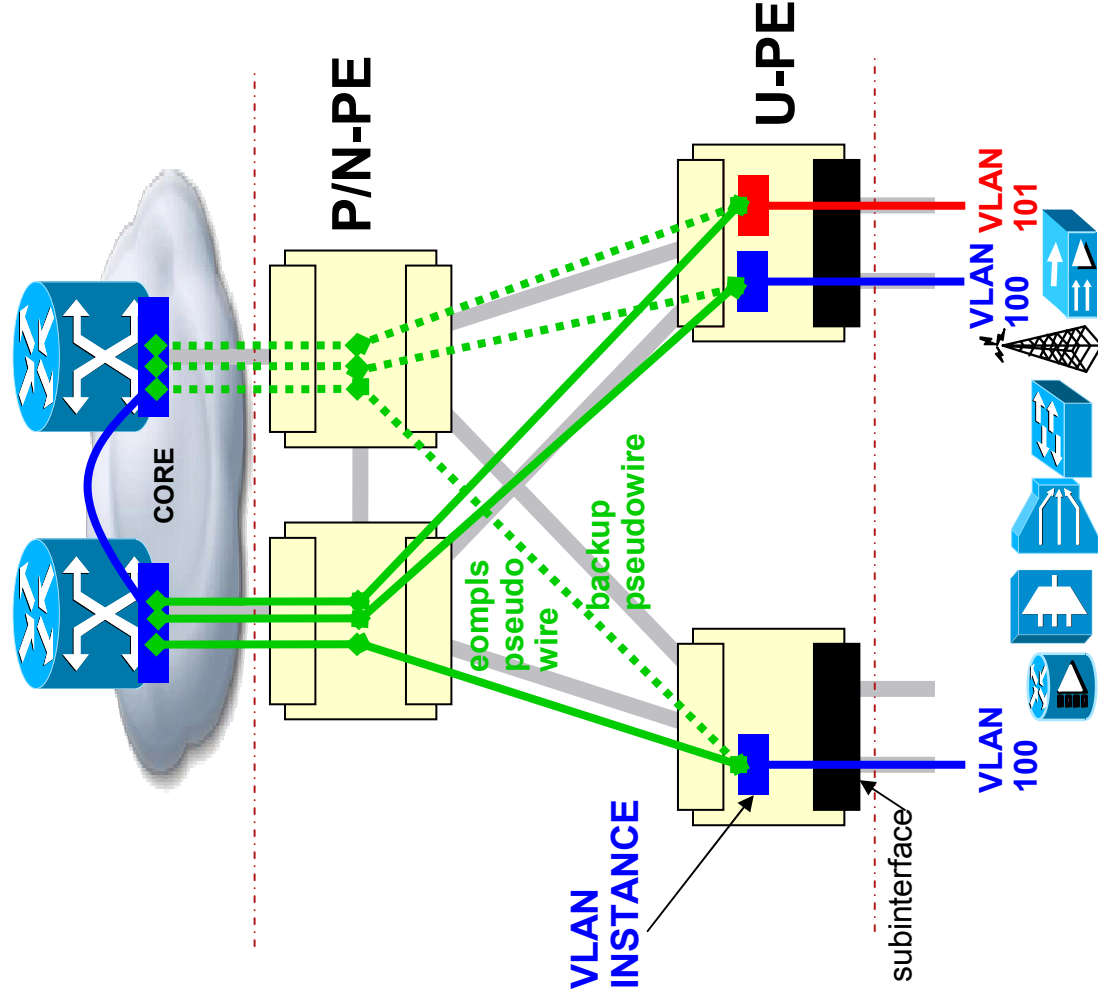 CORE
P/N-PE
eompls
pseudo
wire
backup
pseudowire
U-PE
VLAN
INSTANCE
subinterface
VLAN
100
VLAN
100
VLAN
101